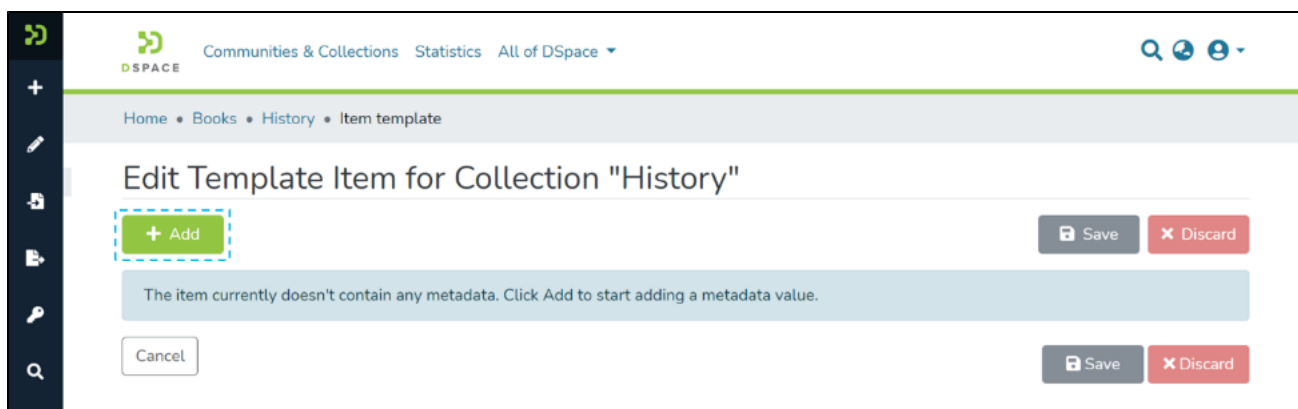 DSPACE Communities & Collections Statistics All of DSpace
Home • Books • History • Item template
Edit Template Item for Collection "History"
+ Add Save × Discard
The item currently doesn't contain any metadata. Click Add to start adding a metadata value.
Cancel Save × Discard